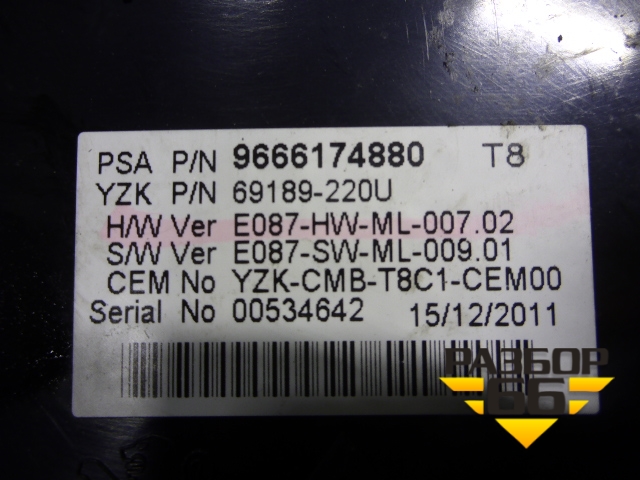 PSA P/N 9666174880 T8
YZK P/N 69189-220U
H/W Ver E087-HW-ML-007.02
S/W Ver E087-SW-ML-009.01
CEM No YZK-CMB-T8C1-CEM00
Serial No 00534642 15/12/2011
РАЗБОР
66